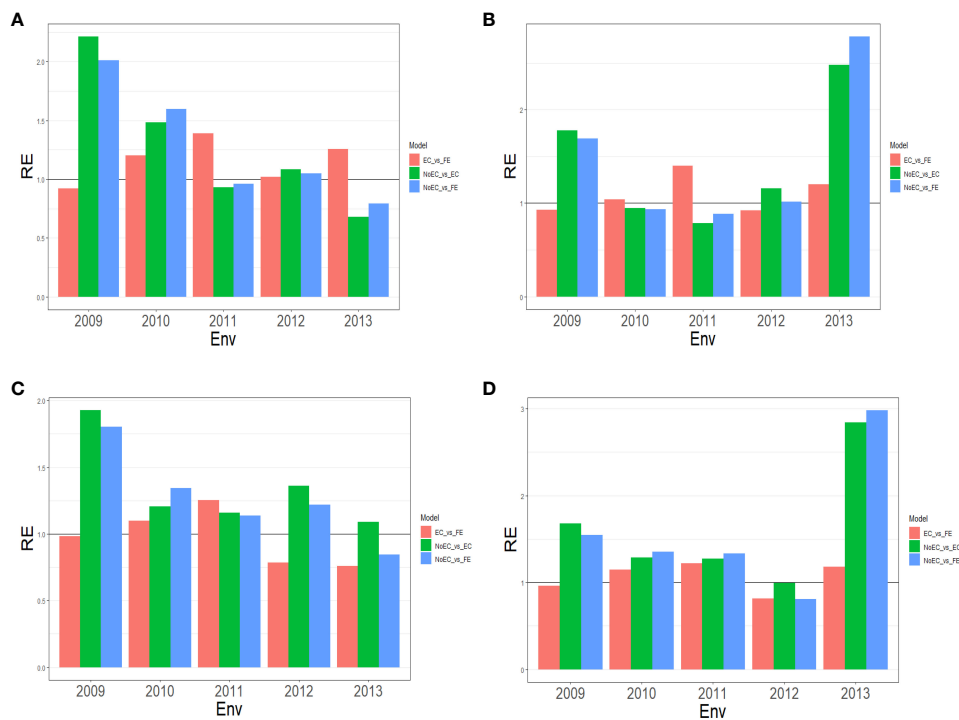 A
RE
2.0
1.5
1.0
0.5
0.0
2009 2010 2011 2012 2013
Env
Model
EC_vs_FE
NoEC_vs_EC
NoEC_vs_FE
B
RE
2
1
0
2009 2010 2011 2012 2013
Env
Model
EC_vs_FE
NoEC_vs_EC
NoEC_vs_FE
C
RE
2.0
1.5
1.0
0.5
0.0
2009 2010 2011 2012 2013
Env
Model
EC_vs_FE
NoEC_vs_EC
NoEC_vs_FE
D
RE
3
2
1
0
2009 2010 2011 2012 2013
Env
Model
EC_vs_FE
NoEC_vs_EC
NoEC_vs_FE